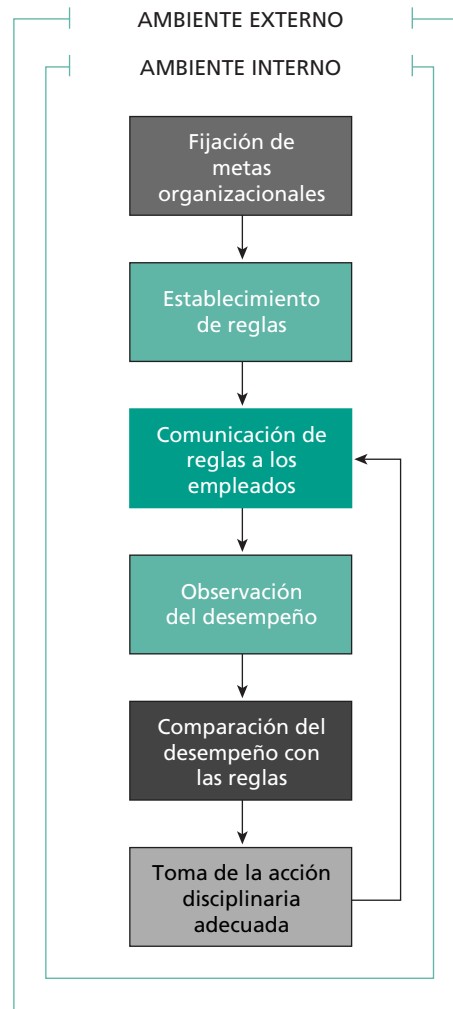 AMBIENTE EXTERNO
AMBIENTE INTERNO
Fijación de
metas
organizacionales
Establecimiento
de reglas
Comunicación de
reglas a los
empleados
Observación
del desempeño
Comparación del
desempeño con
las reglas
Toma de la acción
disciplinaria
adecuada